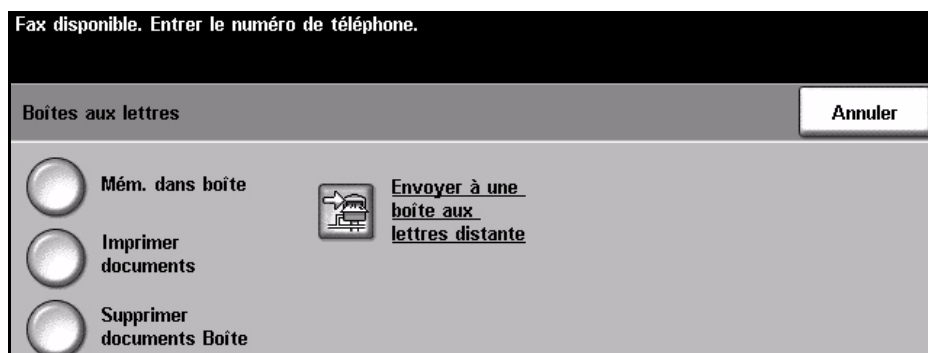 Fax disponible. Entrer le numéro de téléphone.
Boîtes aux lettres
Annuler
Mém. dans boîte
Imprimer
documents
Supprimer
documents Boîte
Envoyer à une
boîte aux
lettres distante